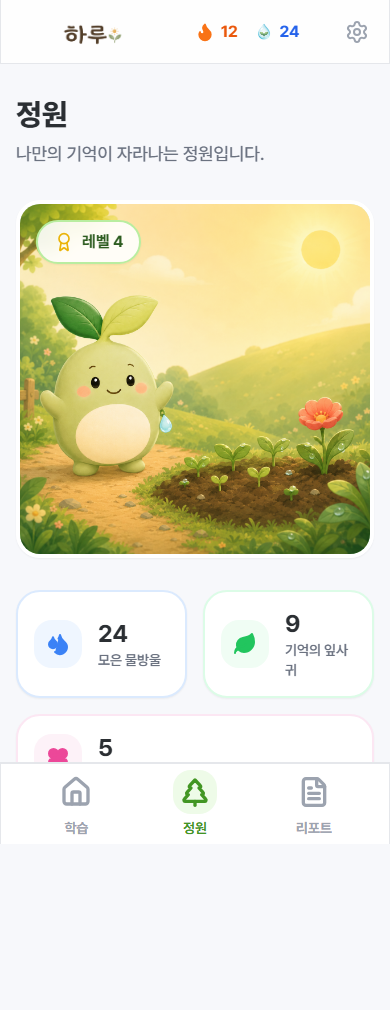 하루
12
24
정원
나만의 기억이 자라나는 정원입니다.
레벨 4
24
모은 물방울
9
기억의 잎사
귀
5
학습
정원
리포트